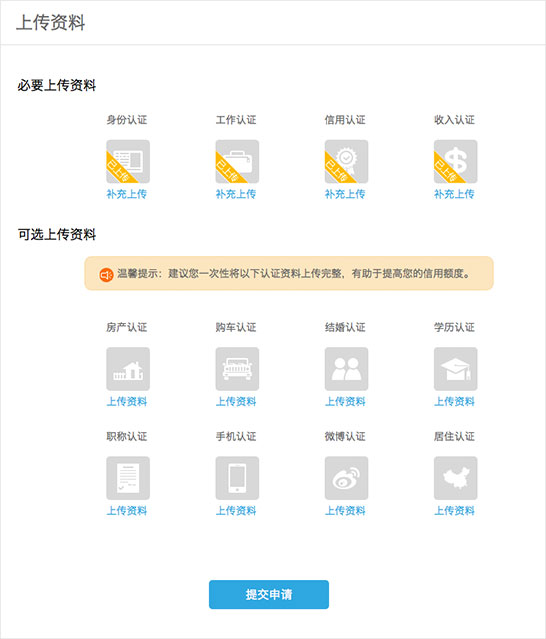 上传资料
必要上传资料
身份认证 工作认证 信用认证 收入认证
已上传 已上传 已上传 已上传
补充上传 补充上传 补充上传 补充上传
可选上传资料
温馨提示：建议您一次性将以下认证资料上传完整，有助于提高您的信用额度。
房产认证 购车认证 结婚认证 学历认证
上传资料 上传资料 上传资料 上传资料
职称认证 手机认证 微博认证 居住认证
上传资料 上传资料 上传资料 上传资料
提交申请